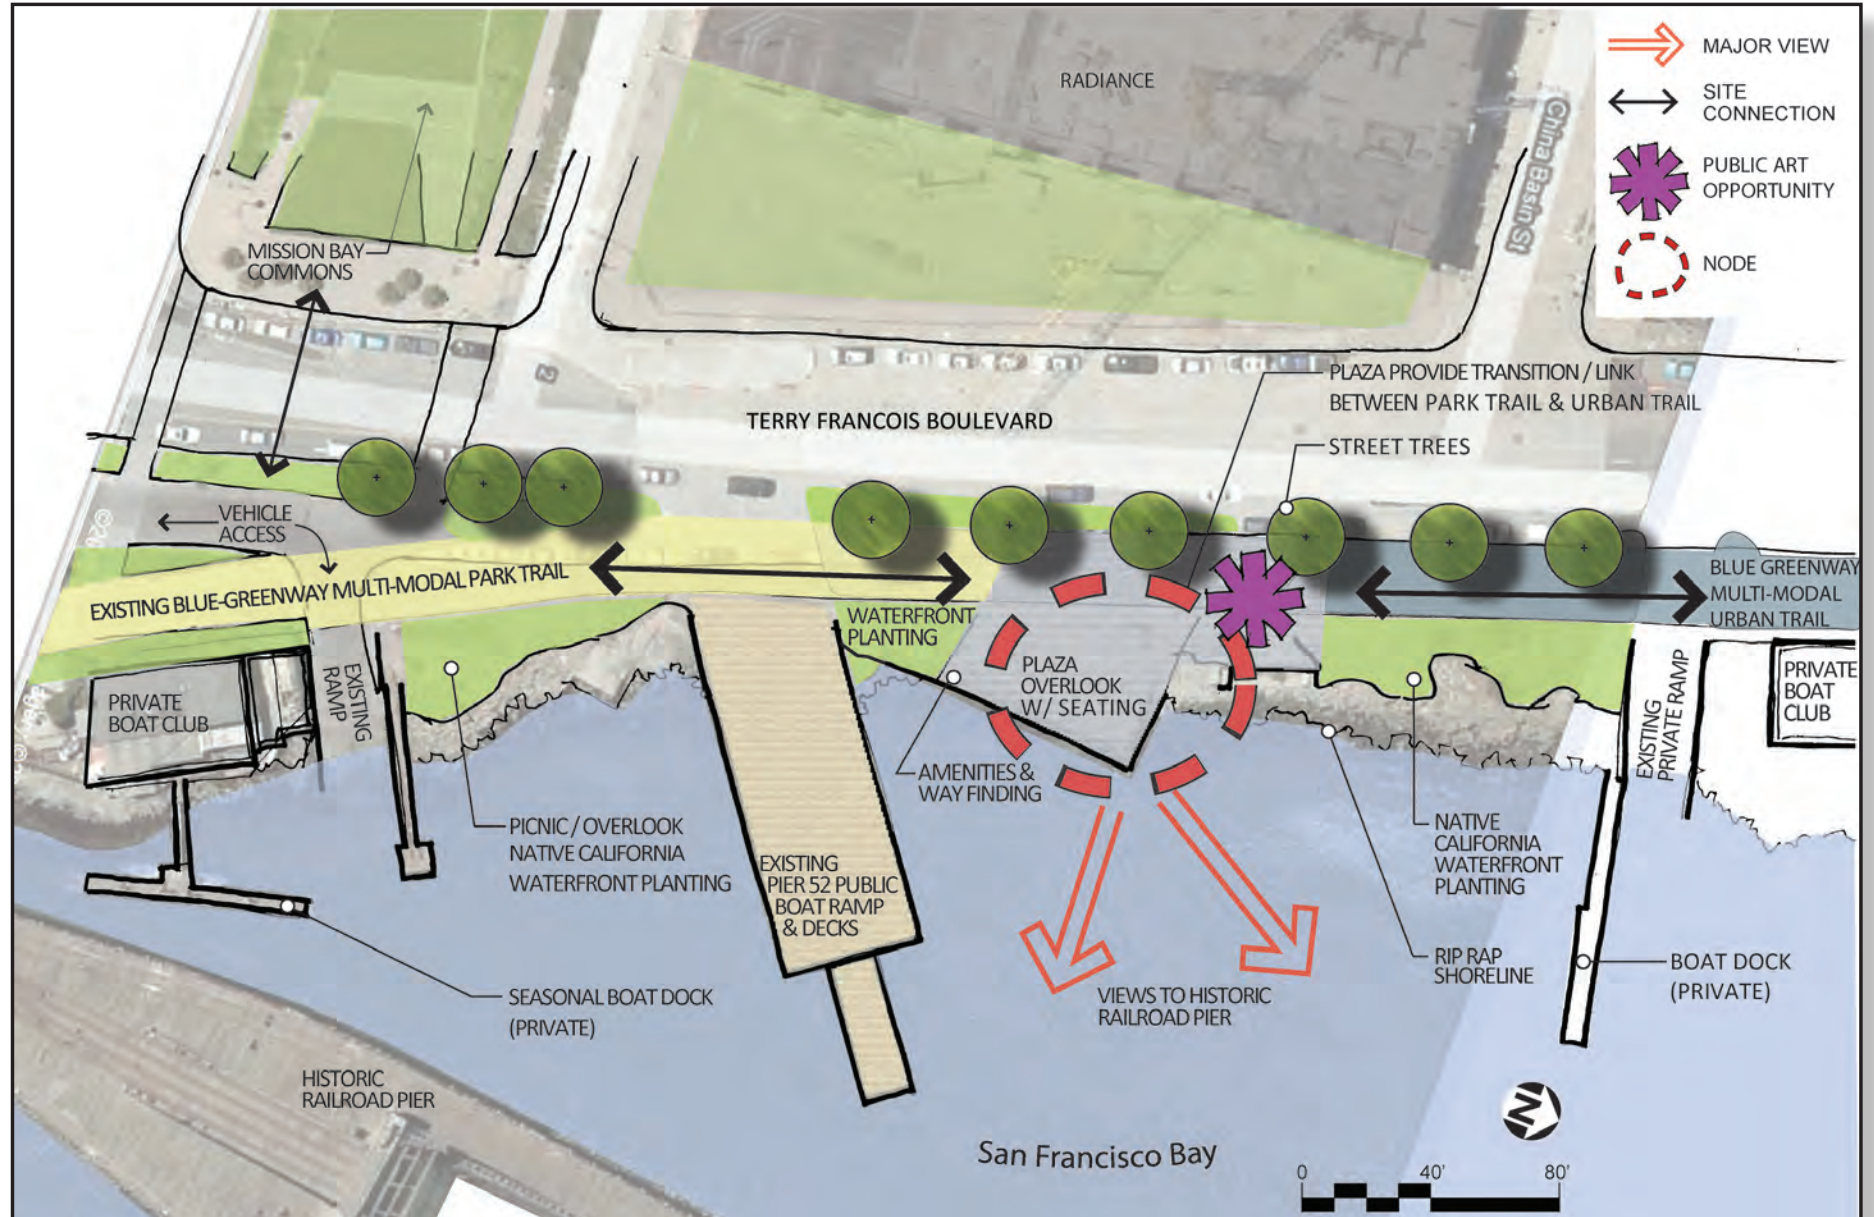 MAJOR VIEW
SITE
CONNECTION
PUBLIC ART
OPPORTUNITY
NODE
RADIANCE
China Basin St
MISSION BAY
COMMONS
PLAZA PROVIDE TRANSITION / LINK
BETWEEN PARK TRAIL & URBAN TRAIL
TERRY FRANCOIS BOULEVARD
STREET TREES
VEHICLE
ACCESS
EXISTING BLUE-GREENWAY MULTI-MODAL PARK TRAIL
BLUE GREENWAY
MULTI-MODAL
URBAN TRAIL
WATERFRONT
PLANTING
PRIVATE
BOAT CLUB
EXISTING
RAMP
PLAZA
OVERLOOK
W/ SEATING
EXISTING
PRIVATE RAMP
PRIVATE
BOAT
CLUB
AMENITIES &
WAY FINDING
PICNIC / OVERLOOK
NATIVE CALIFORNIA
WATERFRONT PLANTING
NATIVE
CALIFORNIA
WATERFRONT
PLANTING
EXISTING
PIER 52 PUBLIC
BOAT RAMP
& DECKS
RIP RAP
SHORELINE
BOAT DOCK
(PRIVATE)
SEASONAL BOAT DOCK
(PRIVATE)
VIEWS TO HISTORIC
RAILROAD PIER
HISTORIC
RAILROAD PIER
N
San Francisco Bay
0 40' 80'